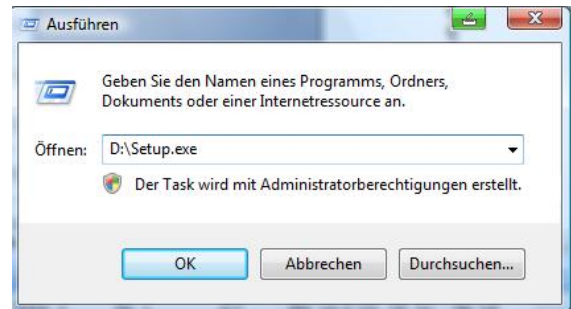 Ausführen
Geben Sie den Namen eines Programms, Ordners,
Dokuments oder einer Internetressource an.
Öffnen:
D:\Setup.exe
Der Task wird mit Administratorberechtigungen erstellt.
OK
Abbrechen
Durchsuchen...